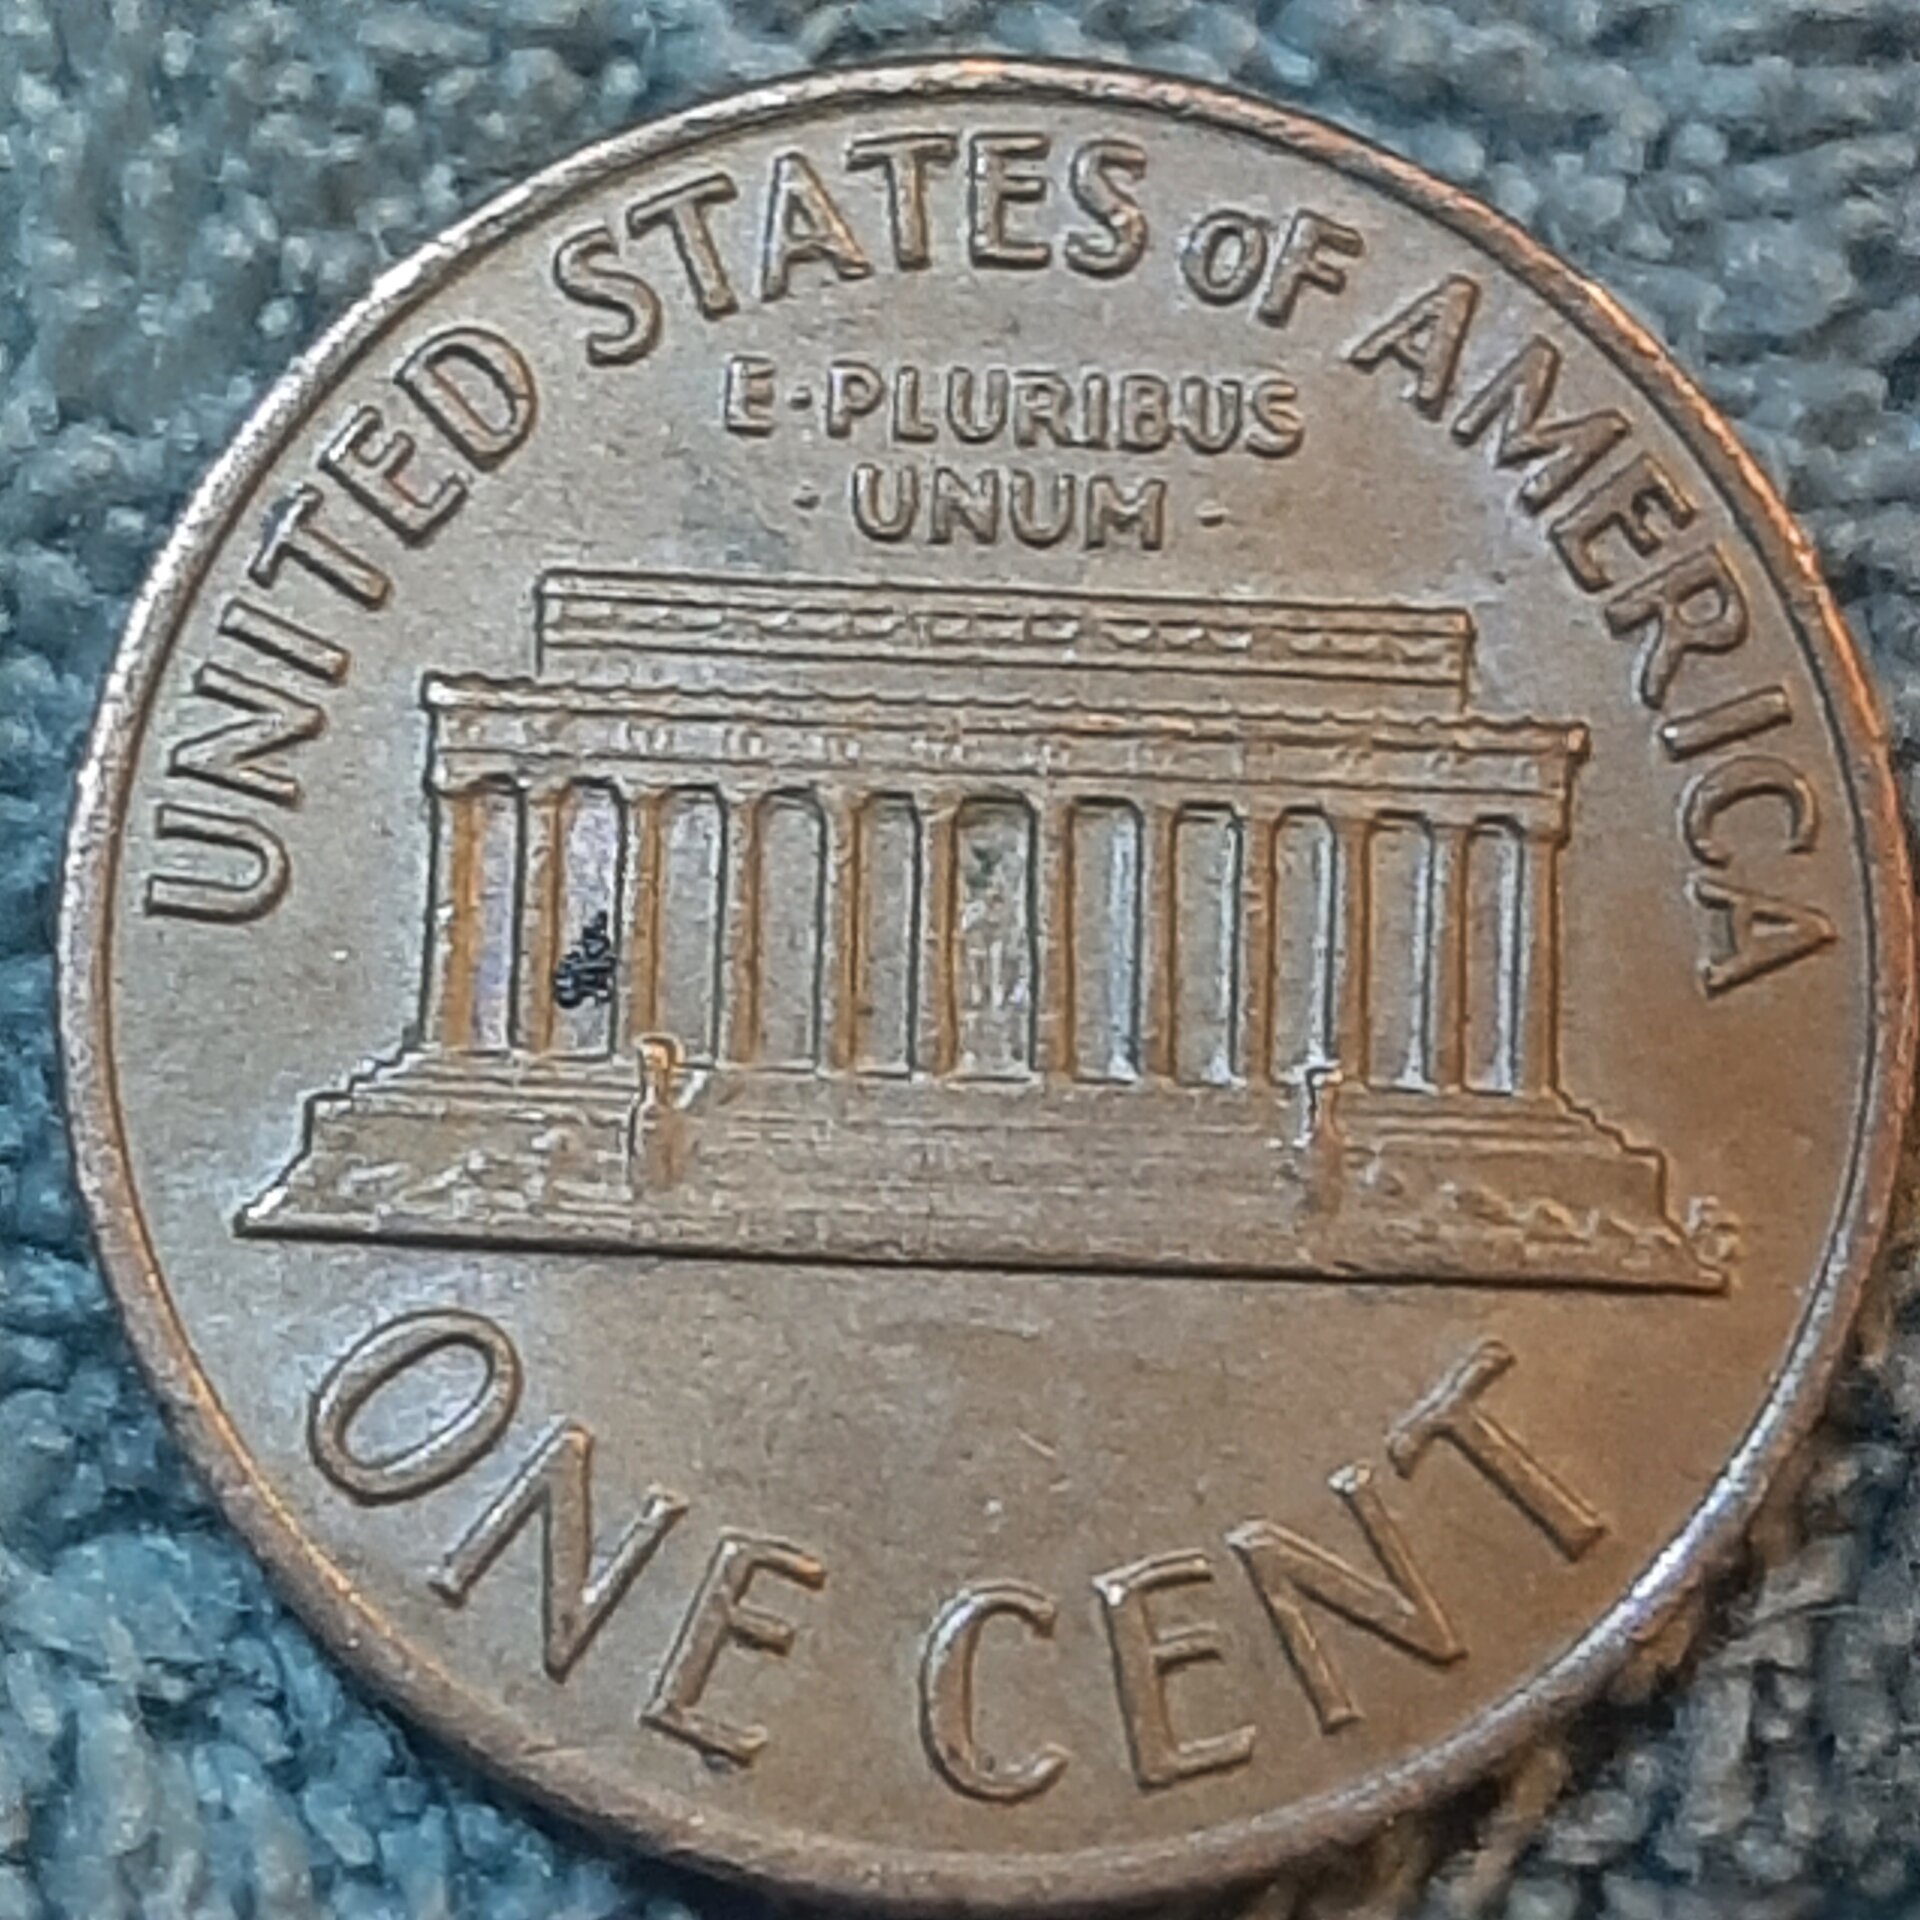 UNITED STATES OF AMERICA
E·PLURIBUS
·UNUM·
ONE CENT